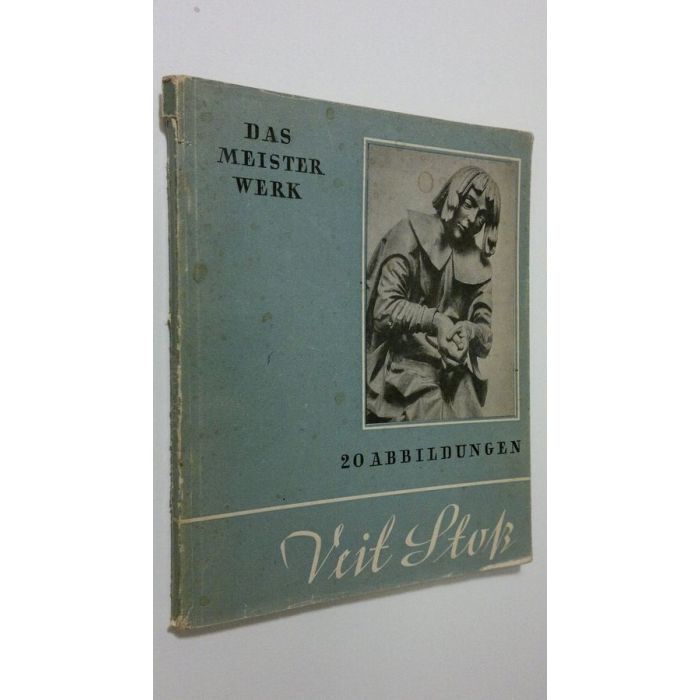 DAS
MEISTER
WERK
20 ABBILDUNGEN
Veit Stoß